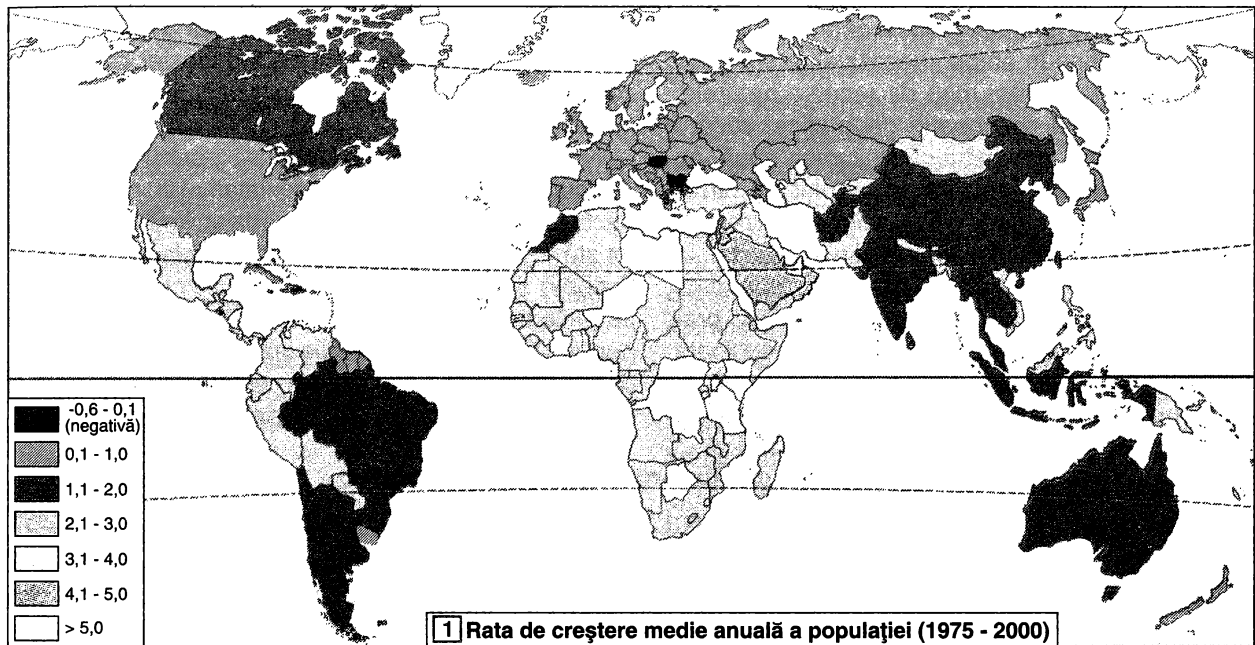 -0,6 - 0,1
(negativă)
0,1 - 1,0
1,1 - 2,0
2,1 - 3,0
3,1 - 4,0
4,1 - 5,0
> 5,0
1 Rata de creştere medie anuală a populaţiei (1975 - 2000)